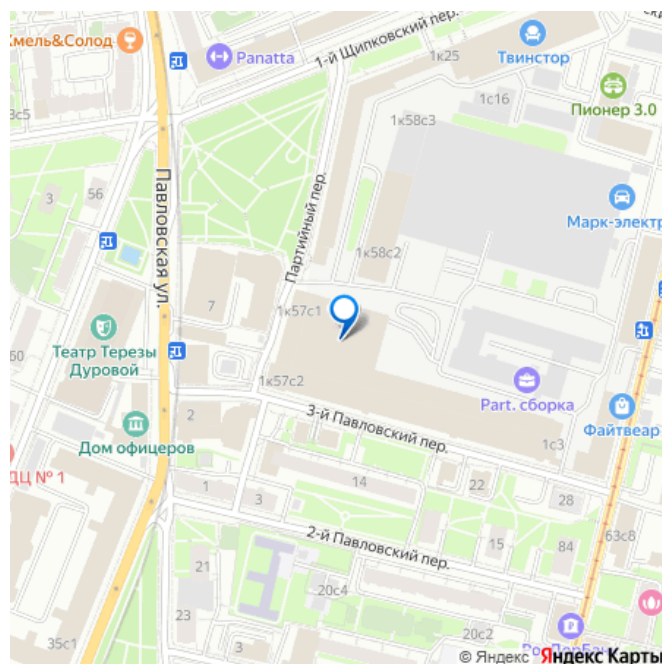 Хмель&Солод
Panatta
1-й Щипковский пер.
1к25
Твинстор
1с16
Пионер 3.0
3с5
1к58с3
56
3
Павловская ул.
Партийный пер.
Марк-электр
1к58с2
7
1к57с1
60
Театр Терезы
Дуровой
1к57с2
Part. сборка
2
3-й Павловский пер.
Файтвеар
Дом офицеров
1с3
ДЦ № 1
1
3
14
22
28
2-й Павловский пер.
15
84
63с8
21
20с4
23
20с2
3
35с1
© Яндекс Яндекс Карты